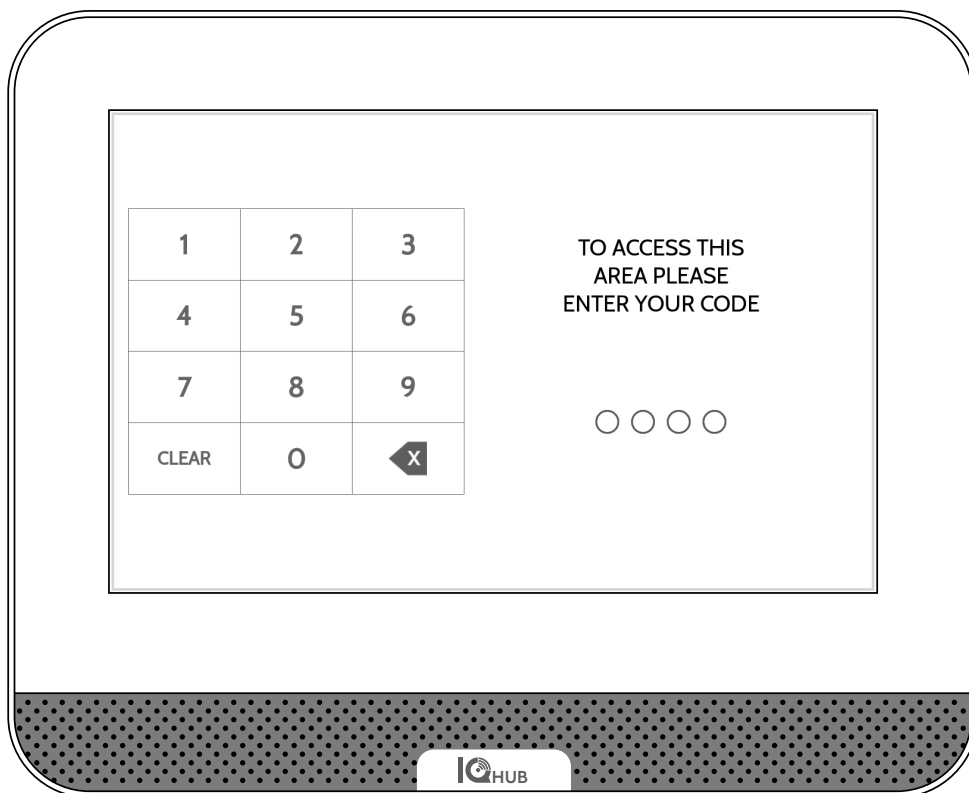 1 2 3
4 5 6
7 8 9
CLEAR 0 X
TO ACCESS THIS
AREA PLEASE
ENTER YOUR CODE
IQ HUB